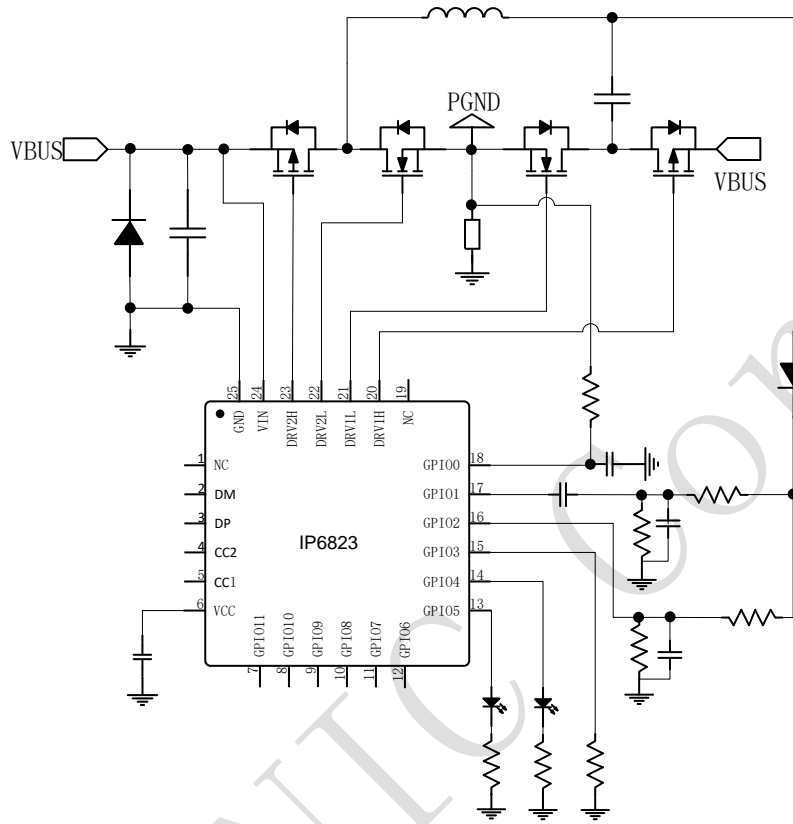 PGND
VBUS
VBUS
25
24
23
22
21
20
19
GND
VIN
DRV2H
DRV2L
DRV1L
DRV1H
NC
1 NC
2 DM
3 DP
4 CC2
5 CC1
6 VCC
IP6823
GPIO0 18
GPIO1 17
GPIO2 16
GPIO3 15
GPIO4 14
GPIO5 13
GPIO11
GPIO10
GPIO9
GPIO8
GPIO7
GPIO6
7
8
9
10
11
12
NIC Con